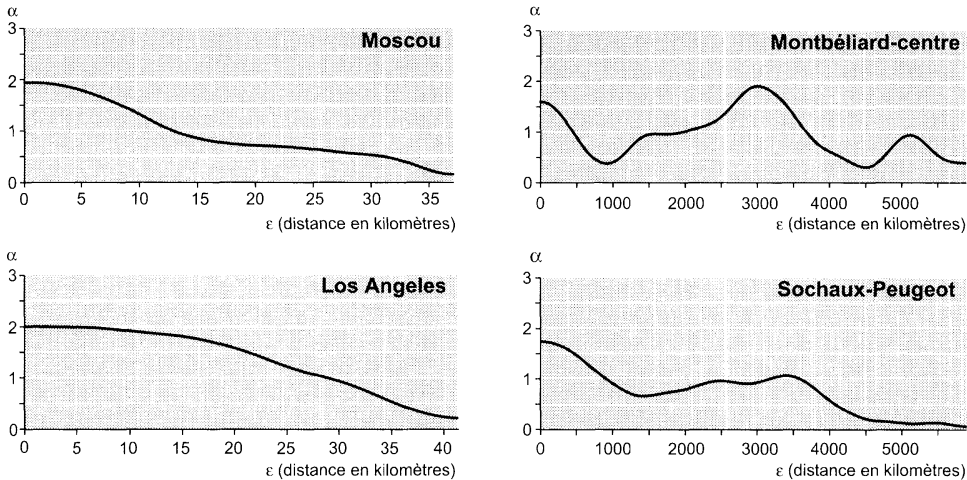 α
3
2
1
0
Moscou
0 5 10 15 20 25 30 35
ε (distance en kilomètres)
α
3
2
1
0
Montbéliard-centre
0 1000 2000 3000 4000 5000
ε (distance en kilomètres)
α
3
2
1
0
Los Angeles
0 5 10 15 20 25 30 35 40
ε (distance en kilomètres)
α
3
2
1
0
Sochaux-Peugeot
0 1000 2000 3000 4000 5000
ε (distance en kilomètres)